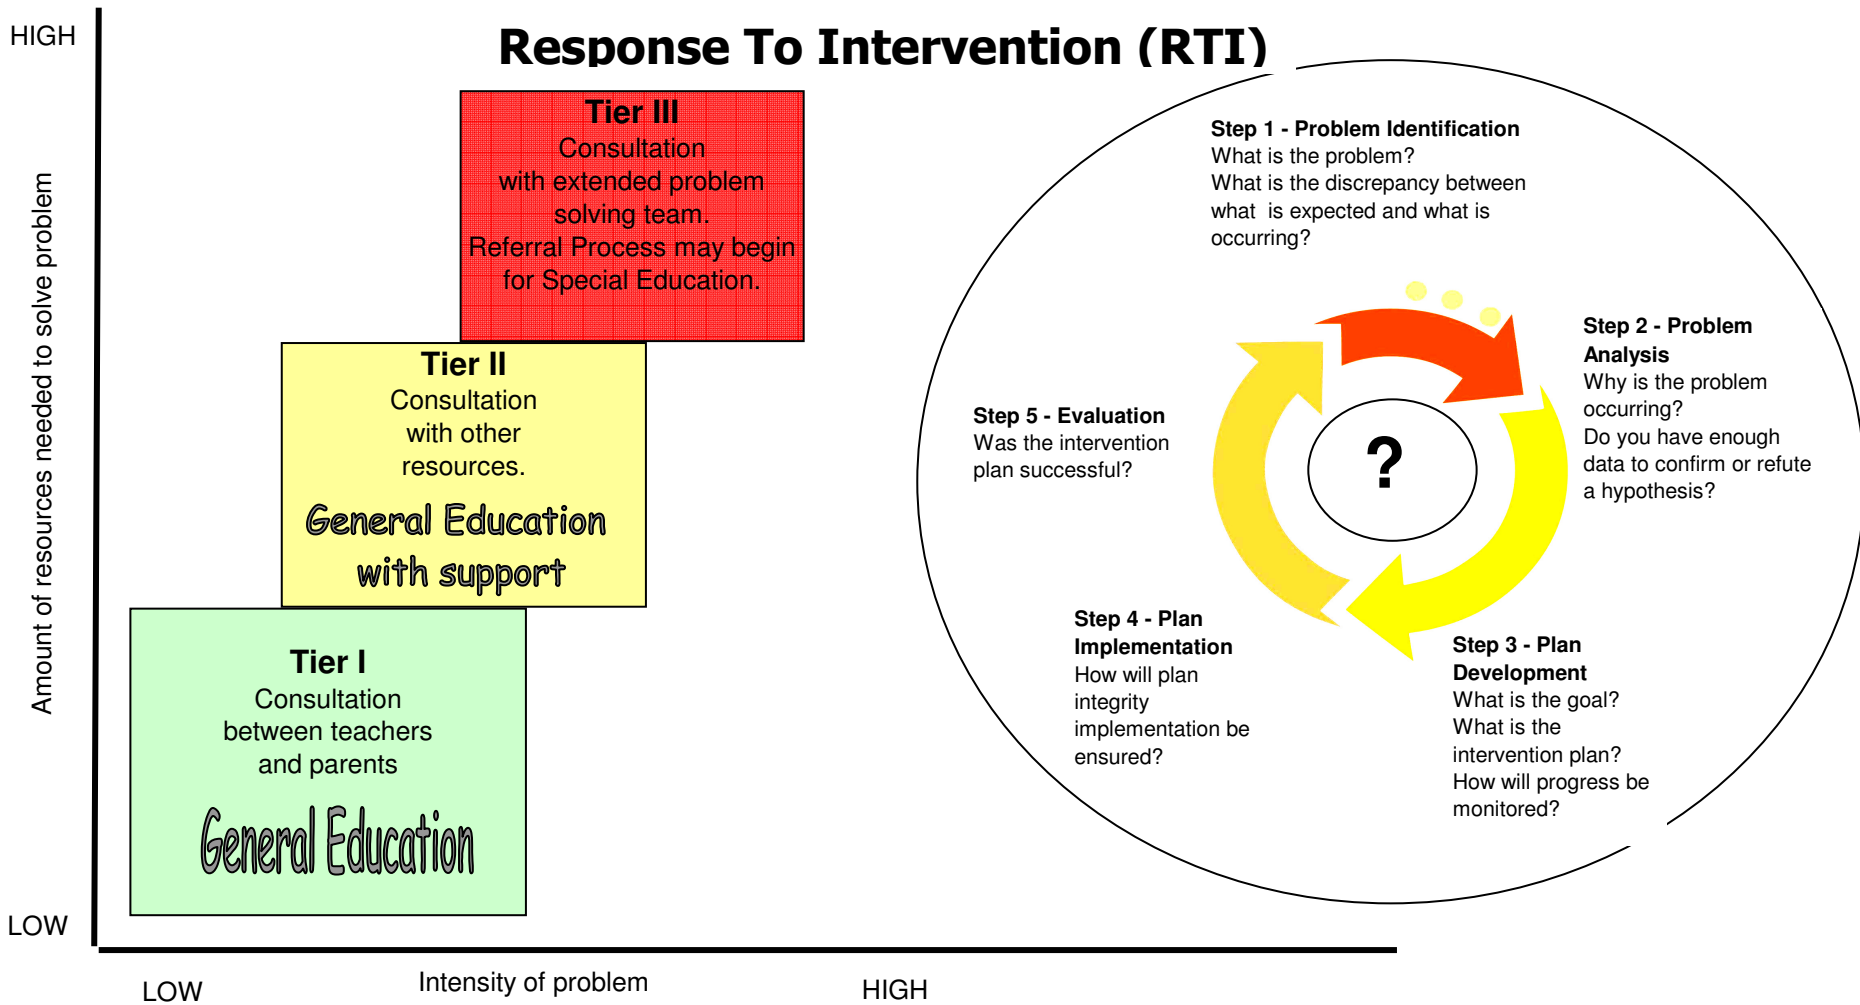 Response To Intervention (RTI)
HIGH
Amount of resources needed to solve problem
LOW
LOW
Intensity of problem
HIGH
Tier III
Consultation
with extended problem
solving team.
Referral Process may begin
for Special Education.
Tier II
Consultation
with other
resources.
General Education
with support
Tier I
Consultation
between teachers
and parents
General Education
Step 1 - Problem Identification
What is the problem?
What is the discrepancy between
what is expected and what is
occurring?
Step 2 - Problem
Analysis
Why is the problem
occurring?
Do you have enough
data to confirm or refute
a hypothesis?
Step 3 - Plan
Development
What is the goal?
What is the
intervention plan?
How will progress be
monitored?
Step 4 - Plan
Implementation
How will plan
integrity
implementation be
ensured?
Step 5 - Evaluation
Was the intervention
plan successful?
?